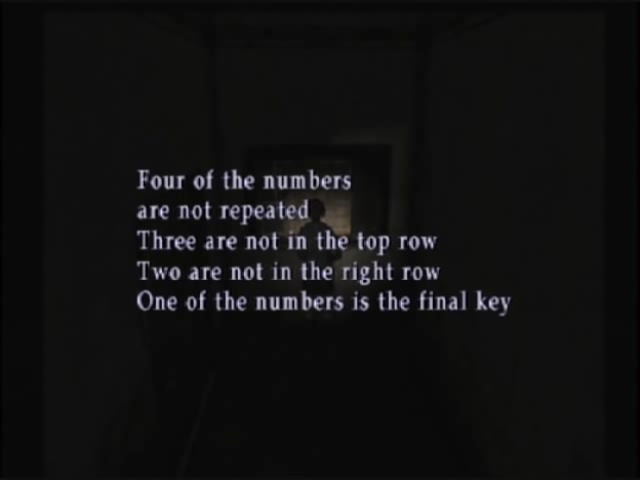 Four of the numbers
are not repeated
Three are not in the top row
Two are not in the right row
One of the numbers is the final key